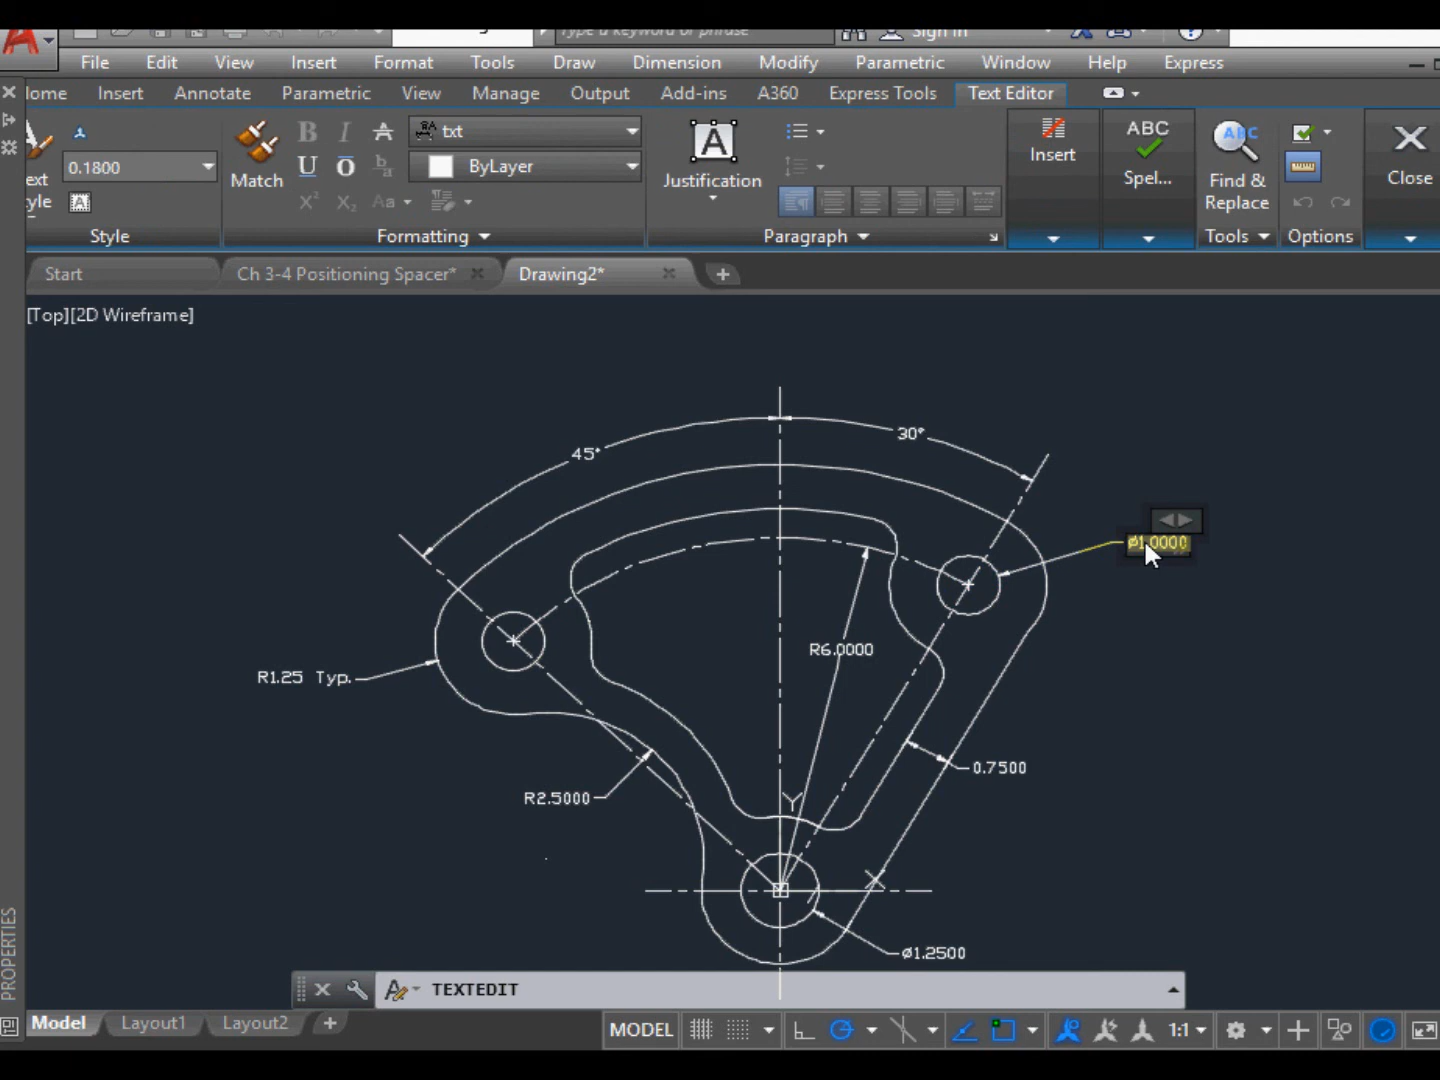 Type a keyword or phrase
Sign In
File Edit View Insert Format Tools Draw Dimension Modify Parametric Window Help Express
Insert Annotate Parametric View Manage Output Add-ins A360 Express Tools Text Editor
txt
0.1800
ByLayer
Match
Justification
Insert
ABC
Spel...
ABC
Find &
Replace
Close
Style
Formatting
Paragraph
Tools
Options
Start
Ch 3-4 Positioning Spacer*
Drawing2*
[Top][2D Wireframe]
45°
30°
ø1.0000
R6.0000
R1.25 Typ.
0.7500
R2.5000
Y
X
ø1.2500
PROPERTIES
TEXTEDIT
Model Layout1 Layout2
MODEL
1:1